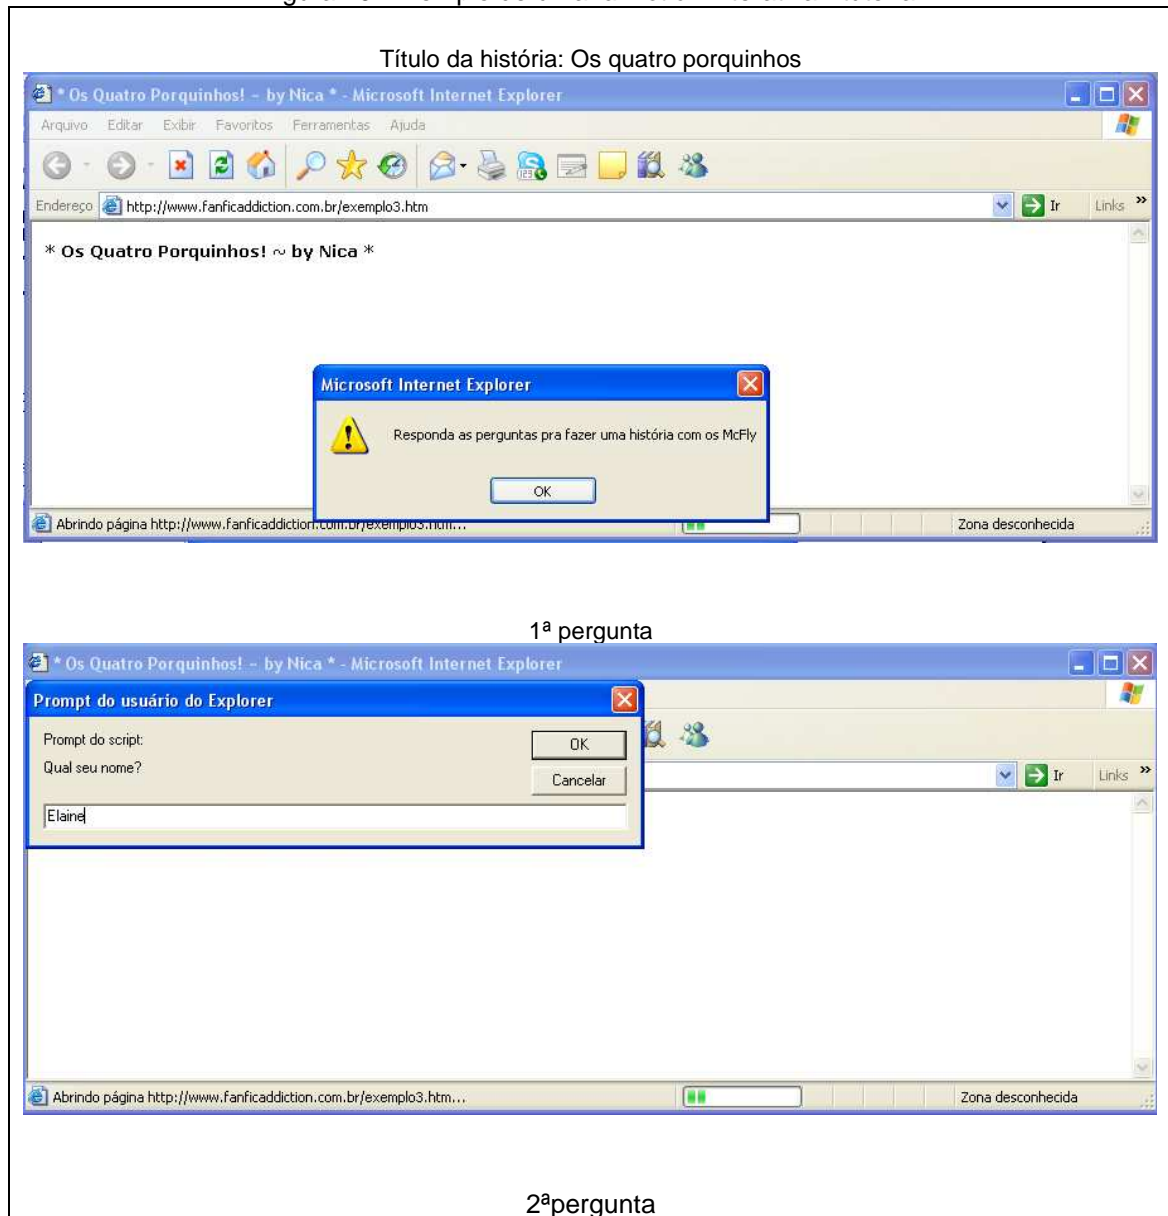 Título da história: Os quatro porquinhos
* Os Quatro Porquinhos! ~ by Nica * - Microsoft Internet Explorer
Arquivo Editar Exibir Favoritos Ferramentas Ajuda
Endereço http://www.fanficaddiction.com.br/exemplo3.htm Ir Links »
* Os Quatro Porquinhos! ~ by Nica *
Microsoft Internet Explorer
Responda as perguntas pra fazer uma história com os McFly
OK
Abrindo página http://www.fanficaddiction.com.br/exemplo3.htm... Zona desconhecida
1ª pergunta
* Os Quatro Porquinhos! ~ by Nica * - Microsoft Internet Explorer
Prompt do usuário do Explorer
Prompt do script:
OK
Qual seu nome?
Cancelar
Ir Links »
Elaine
Abrindo página http://www.fanficaddiction.com.br/exemplo3.htm... Zona desconhecida
2ªpergunta